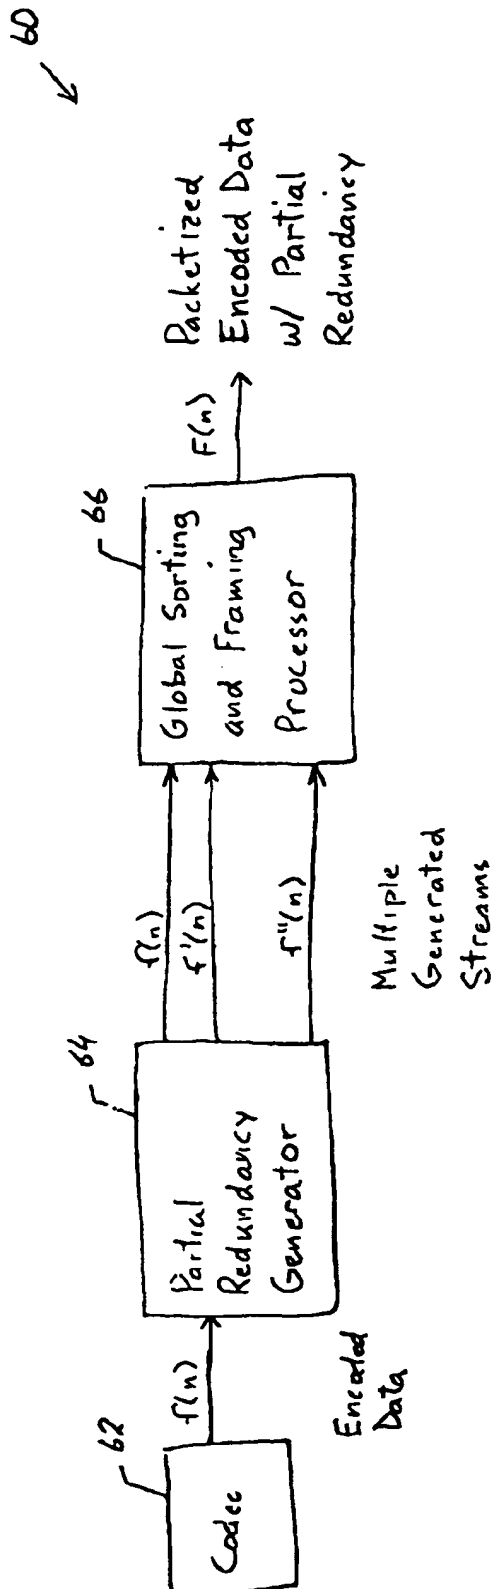 60
62
Codec
f(n)
Encoded
Data
64
Partial
Redundancy
Generator
f(n)
f'(n)
f"(n)
Multiple
Generated
Streams
66
Global Sorting
and Framing
Processor
F(n)
Packetized
Encoded Data
w/ Partial
Redundancy